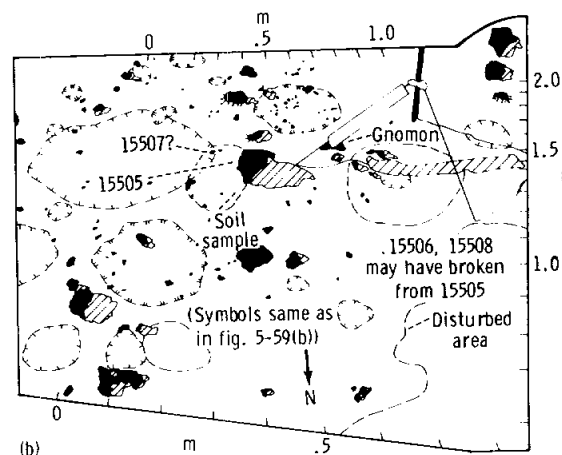 m
0 .5 1.0
2.0
15507?
Gnomon
1.5
15505
Soil
sample
15506, 15508
may have broken
from 15505
1.0
(Symbols same as
in fig. 5-59(b))
Disturbed
area
N
0 .5
(b) m